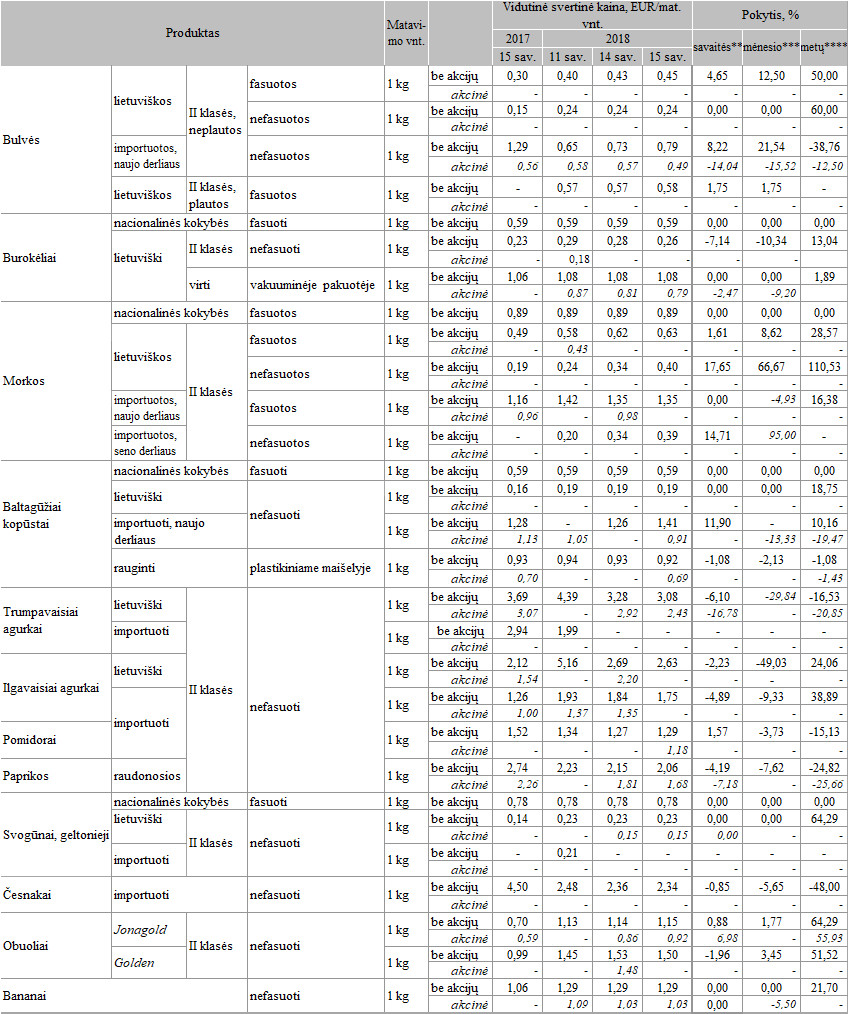 Produktas Matavi- Vidutinė svertinė kaina, EUR/mat. Pokytis, %
mo vnt. vnt.
2017 2018 savaitės** mėnesio*** metų****
15 sav. 11 sav. 14 sav. 15 sav.
Bulvės lietuviškos II klasės, neplautos fasuotos 1 kg be akcijų 0,30 0,40 0,43 0,45 4,65 12,50 50,00
akcinė - - - - - - -
nefasuotos 1 kg be akcijų 0,15 0,24 0,24 0,24 0,00 0,00 60,00
akcinė - - - - - - -
importuotos, naujo derliaus nefasuotos 1 kg be akcijų 1,29 0,65 0,73 0,79 8,22 21,54 -38,76
akcinė 0,56 0,58 0,57 0,49 -14,04 -15,52 -12,50
lietuviškos II klasės, plautos fasuotos 1 kg be akcijų - 0,57 0,57 0,58 1,75 1,75 -
akcinė - - - - - - -
Burokėliai nacionalinės kokybės fasuoti 1 kg be akcijų 0,59 0,59 0,59 0,59 0,00 0,00 0,00
lietuviški II klasės nefasuoti 1 kg be akcijų 0,23 0,29 0,28 0,26 -7,14 -10,34 13,04
akcinė - 0,18 - - - -
virti vakuuminėje pakuotėje 1 kg be akcijų 1,06 1,08 1,08 1,08 0,00 0,00 1,89
akcinė - 0,87 0,81 0,79 -2,47 -9,20
Morkos nacionalinės kokybės fasuotos 1 kg be akcijų 0,89 0,89 0,89 0,89 0,00 0,00 0,00
lietuviškos II klasės fasuotos 1 kg be akcijų 0,49 0,58 0,62 0,63 1,61 8,62 28,57
akcinė - 0,43 - - - - -
nefasuotos 1 kg be akcijų 0,19 0,24 0,34 0,40 17,65 66,67 110,53
akcinė - - - - - - -
importuotos, naujo derliaus fasuotos 1 kg be akcijų 1,16 1,42 1,35 1,35 0,00 -4,93 16,38
akcinė 0,96 - 0,98 - - - -
importuotos, seno derliaus nefasuotos 1 kg be akcijų - 0,20 0,34 0,39 14,71 95,00 -
akcinė - - - - - - -
Baltagūžiai kopūstai nacionalinės kokybės fasuoti 1 kg be akcijų 0,59 0,59 0,59 0,59 0,00 0,00 0,00
lietuviški nefasuoti 1 kg be akcijų 0,16 0,19 0,19 0,19 0,00 0,00 18,75
akcinė - - - - - - -
importuoti, naujo derliaus 1 kg be akcijų 1,28 - 1,26 1,41 11,90 - 10,16
akcinė 1,13 1,05 - 0,91 - -13,33 -19,47
rauginti plastikiniame maišelyje 1 kg be akcijų 0,93 0,94 0,93 0,92 -1,08 -2,13 -1,08
akcinė 0,70 - - 0,69 - - -1,43
Trumpavaisiai agurkai lietuviški II klasės nefasuoti 1 kg be akcijų 3,69 4,39 3,28 3,08 -6,10 -29,84 -16,53
akcinė 3,07 - 2,92 2,43 -16,78 - -20,85
importuoti 1 kg be akcijų 2,94 1,99 - - - - -
akcinė - - - - - - -
Ilgavaisiai agurkai lietuviški 1 kg be akcijų 2,12 5,16 2,69 2,63 -2,23 -49,03 24,06
akcinė 1,54 - 2,20 - - - -
importuoti 1 kg be akcijų 1,26 1,93 1,84 1,75 -4,89 -9,33 38,89
akcinė 1,00 1,37 1,35 - - - -
Pomidorai 1 kg be akcijų 1,52 1,34 1,27 1,29 1,57 -3,73 -15,13
akcinė - - - 1,18 - - -
Paprikos raudonosios 1 kg be akcijų 2,74 2,23 2,15 2,06 -4,19 -7,62 -24,82
akcinė 2,26 - 1,81 1,68 -7,18 - -25,66
Svogūnai, geltonieji nacionalinės kokybės fasuoti 1 kg be akcijų 0,78 0,78 0,78 0,78 0,00 0,00 0,00
lietuviški II klasės nefasuoti 1 kg be akcijų 0,14 0,23 0,23 0,23 0,00 0,00 64,29
akcinė - - 0,15 0,15 0,00 - -
importuoti 1 kg be akcijų - 0,21 - - - - -
akcinė - - - - - - -
Česnakai importuoti nefasuoti 1 kg be akcijų 4,50 2,48 2,36 2,34 -0,85 -5,65 -48,00
akcinė - - - - - - -
Obuoliai Jonagold II klasės nefasuoti 1 kg be akcijų 0,70 1,13 1,14 1,15 0,88 1,77 64,29
akcinė 0,59 - 0,86 0,92 6,98 - 55,93
Golden 1 kg be akcijų 0,99 1,45 1,53 1,50 -1,96 3,45 51,52
akcinė - - 1,48 - - - -
Bananai nefasuoti 1 kg be akcijų 1,06 1,29 1,29 1,29 0,00 0,00 21,70
akcinė - 1,09 1,03 1,03 0,00 -5,50 -